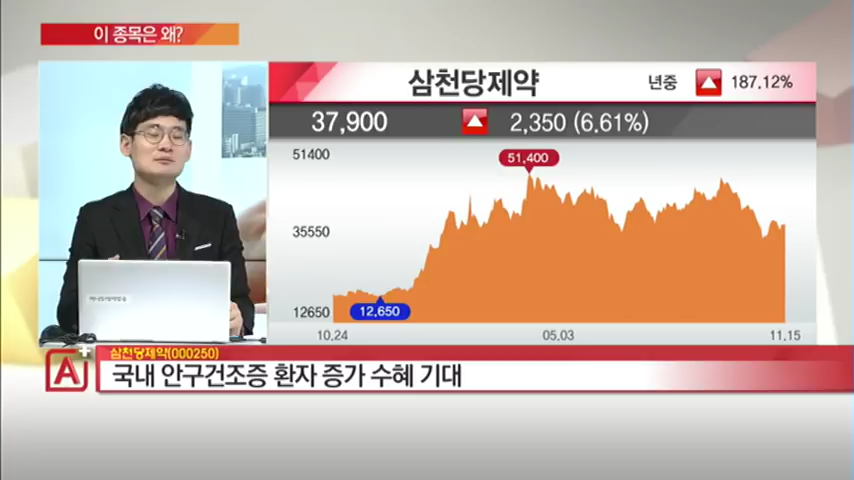 이 종목은 왜?
삼천당제약
년중 187.12%
37,900 2,350 (6.61%)
51400
51,400
35550
12650
12,650
10.24 05.03 11.15
삼천당제약(000250)
A+
국내 안구건조증 환자 증가 수혜 기대